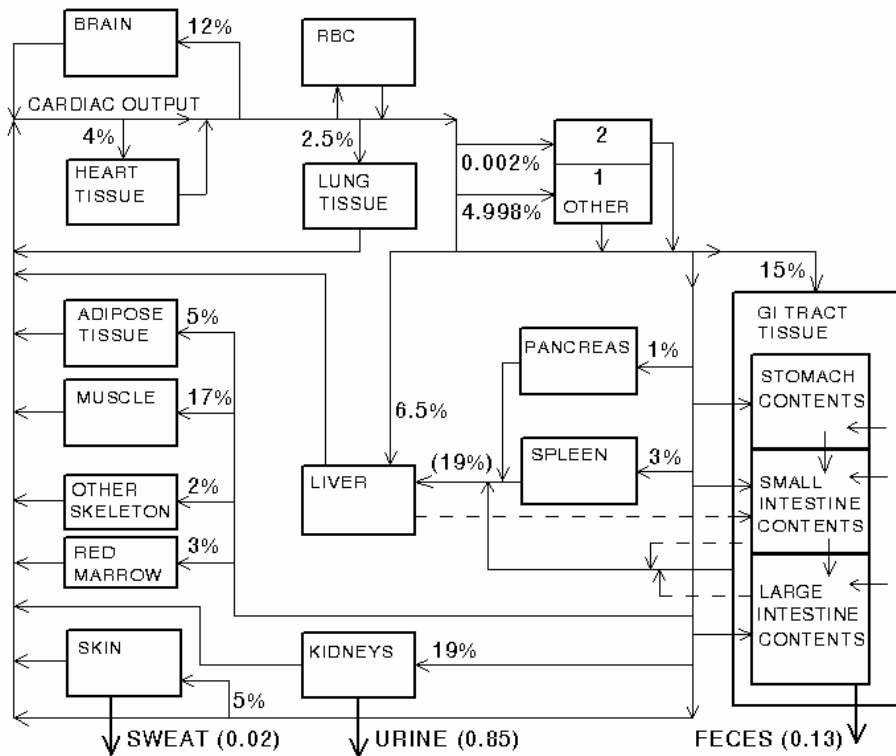 BRAIN
12%
RBC
CARDIAC OUTPUT
4%
2.5%
HEART
TISSUE
LUNG
TISSUE
2
0.002%
1
4.998%
OTHER
15%
ADIPOSE
TISSUE
5%
GI TRACT
TISSUE
PANCREAS
1%
STOMACH
CONTENTS
MUSCLE
17%
6.5%
(19%)
SPLEEN
3%
LIVER
OTHER
SKELETON
2%
SMALL
INTESTINE
CONTENTS
RED
MARROW
3%
LARGE
INTESTINE
CONTENTS
SKIN
5%
KIDNEYS
19%
SWEAT (0.02)
URINE (0.85)
FECES (0.13)